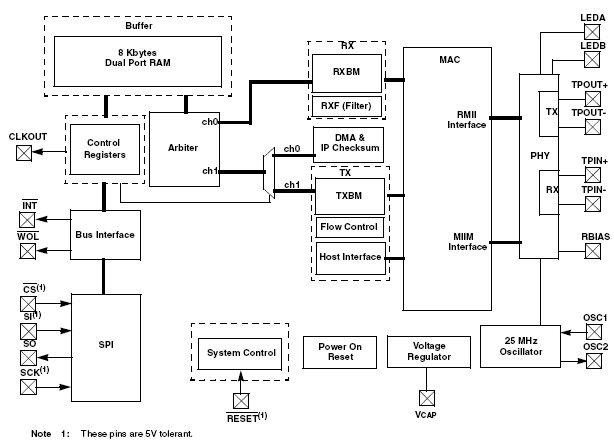 Buffer
8 Kbytes
Dual Port RAM
RX
RXBM
RXF (Filter)
MAC
RMII
Interface
MIIM
Interface
LEDA
LEDB
TPOUT+
TPOUT-
TX
PHY
TPIN+
RX
TPIN-
RBIAS
CLKOUT
Control
Registers
Arbiter
ch0
ch1
ch0
ch1
DMA &
IP Checksum
TX
TXBM
Flow Control
Host Interface
INT
WOL
Bus Interface
CS(1)
SI(1)
SO
SCK(1)
SPI
System Control
RESET(1)
Power On
Reset
Voltage
Regulator
VCAP
25 MHz
Oscillator
OSC1
OSC2
Note 1: These pins are 5V tolerant.